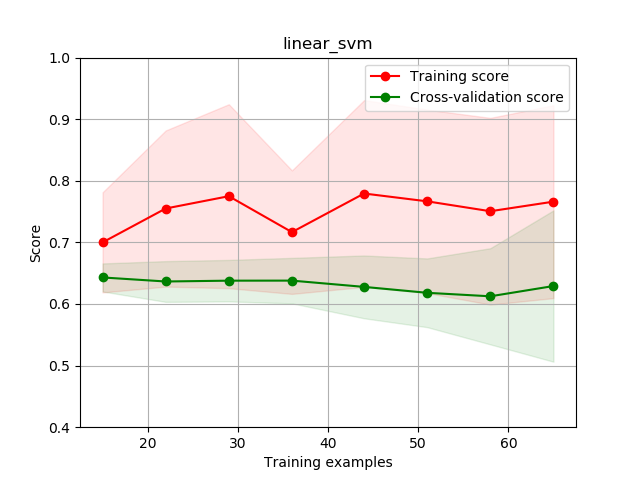 linear_svm
Training score
Cross-validation score
1.0
0.9
0.8
0.7
0.6
0.5
0.4
Score
20 30 40 50 60
Training examples